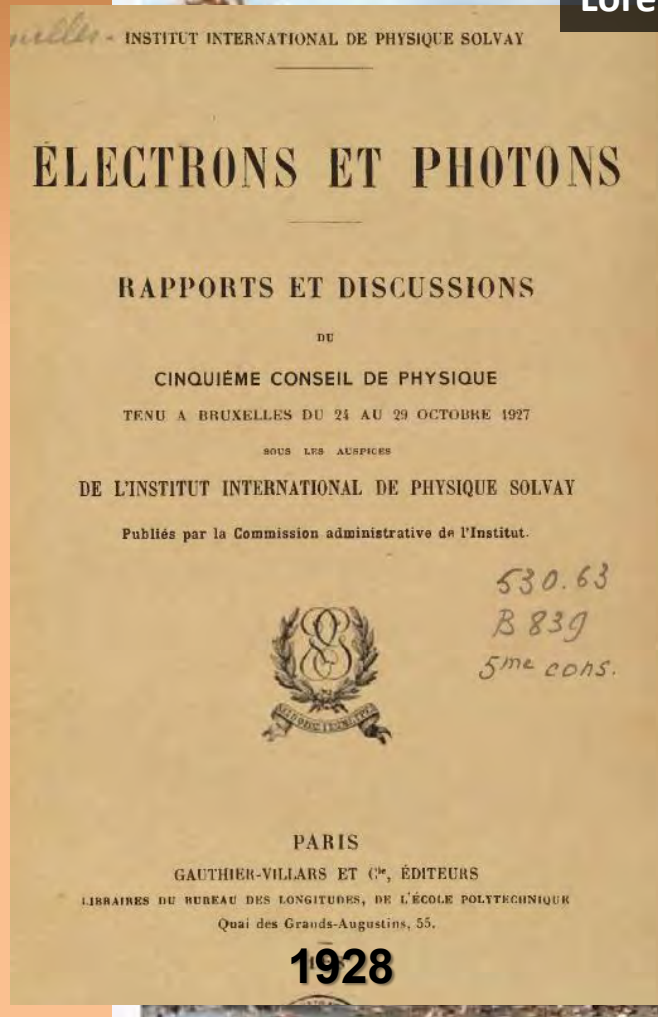 Lore
- INSTITUT INTERNATIONAL DE PHYSIQUE SOLVAY
ÉLECTRONS ET PHOTONS
RAPPORTS ET DISCUSSIONS
DU
CINQUIÈME CONSEIL DE PHYSIQUE
TENU A BRUXELLES DU 24 AU 29 OCTOBRE 1927
SOUS LES AUSPICES
DE L'INSTITUT INTERNATIONAL DE PHYSIQUE SOLVAY
Publiés par la Commission administrative de l'Institut.
530.63
B 839
5me cons.
PARIS
GAUTHIER-VILLARS ET Cie, ÉDITEURS
LIBRAIRES DU BUREAU DES LONGITUDES, DE L'ÉCOLE POLYTECHNIQUE
Quai des Grands-Augustins, 55.
1928